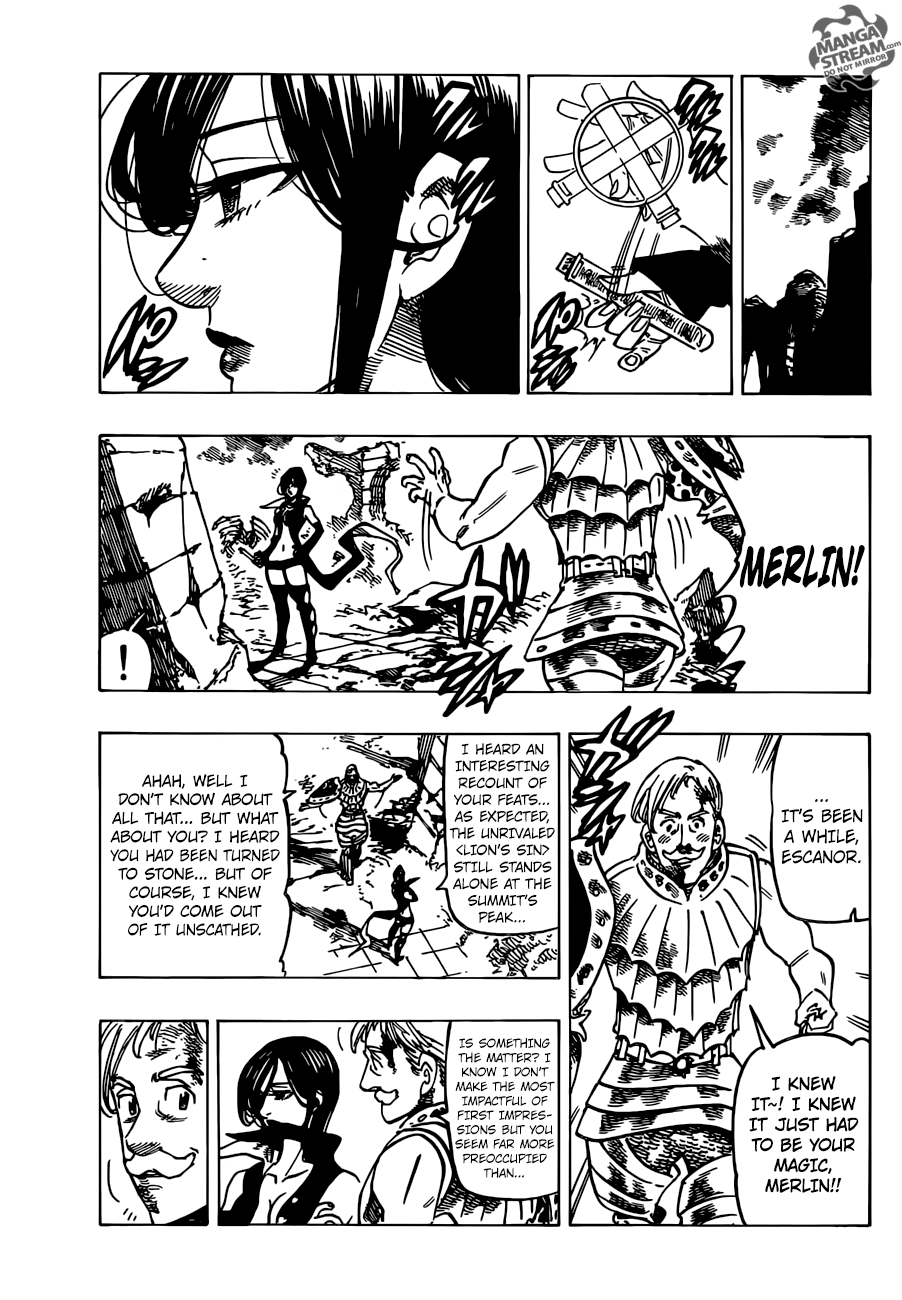 MANGA
STREAM.com
DO NOT MIRROR
MERLIN!
!
...
IT'S BEEN
A WHILE,
ESCANOR.
I KNEW
IT~! I KNEW
IT JUST HAD
TO BE YOUR
MAGIC,
MERLIN!!
I HEARD AN
INTERESTING
RECOUNT OF
YOUR FEATS...
AS EXPECTED,
THE UNRIVALED
<LION'S SIN>
STILL STANDS
ALONE AT THE
SUMMIT'S
PEAK...
AHAH, WELL I
DON'T KNOW ABOUT
ALL THAT... BUT WHAT
ABOUT YOU? I HEARD
YOU HAD BEEN TURNED
TO STONE... BUT OF
COURSE, I KNEW
YOU'D COME OUT
OF IT UNSCATHED.
IS SOMETHING
THE MATTER? I
KNOW I DON'T
MAKE THE MOST
IMPACTFUL OF
FIRST IMPRES-
SIONS BUT YOU
SEEM FAR MORE
PREOCCUPIED
THAN...